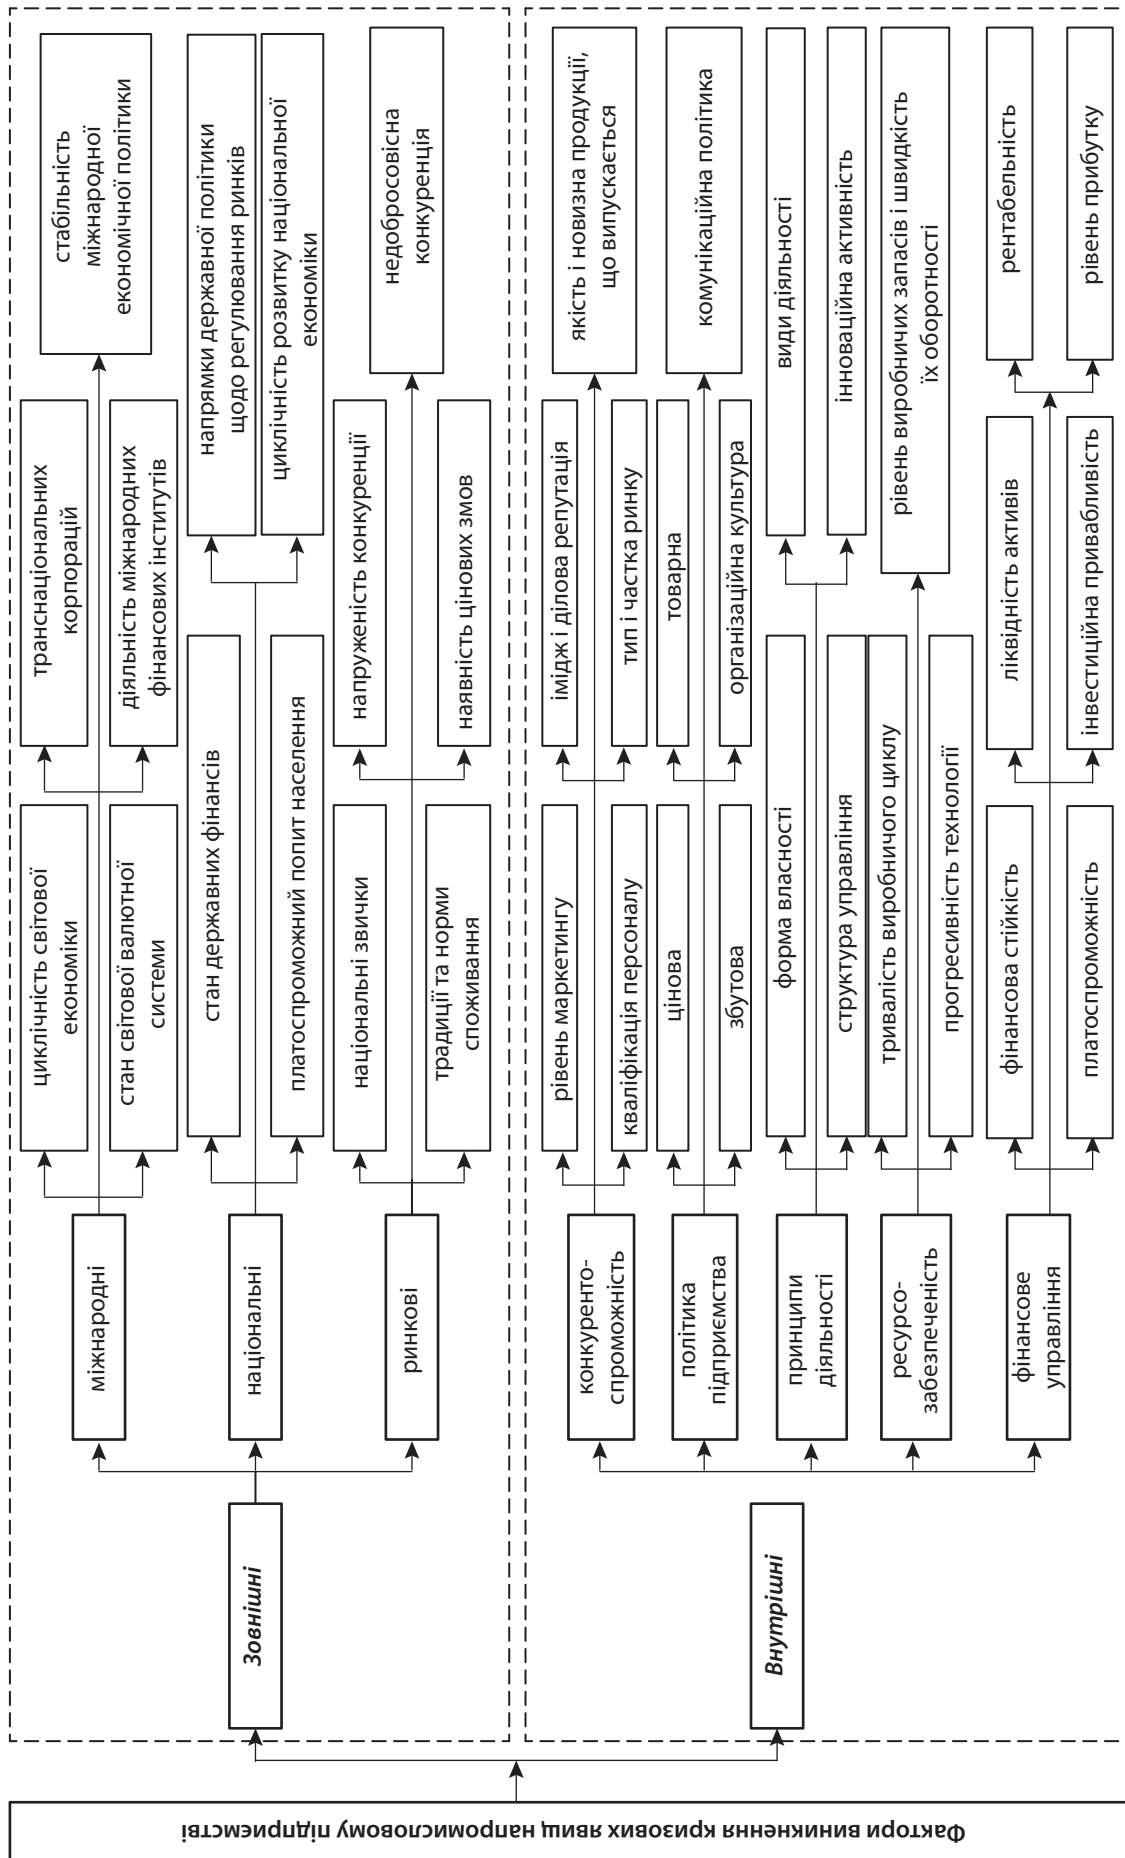 Фактори виникнення кризових явищ напромисловому підприємстві
Зовнішні
міжнародні
циклічність світової
економіки
стан світової валютної
системи
транснаціональних
корпорацій
діяльність міжнародних
фінансових інститутів
стабільність
міжнародної
економічної політики
національні
стан державних фінансів
платоспроможний попит населення
напрямки державної політики
щодо регулювання ринків
циклічність розвитку національної
економіки
ринкові
національні звички
традиції та норми
споживання
напруженість конкуренції
наявність цінових змов
недобросовісна
конкуренція
Внутрішні
конкуренто-
спроможність
рівень маркетингу
кваліфікація персоналу
імідж і ділова репутація
тип і частка ринку
якість і новизна продукції,
що випускається
політика
підприємства
цінова
збутова
товарна
організаційна культура
комунікаційна політика
принципи
діяльності
форма власності
структура управління
види діяльності
інноваційна активність
ресурсо-
забезпеченість
тривалість виробничого циклу
прогресивність технології
рівень виробничих запасів і швидкість
їх оборотності
фінансове
управління
фінансова стійкість
платоспроможність
ліквідність активів
інвестиційна привабливість
рентабельність
рівень прибутку